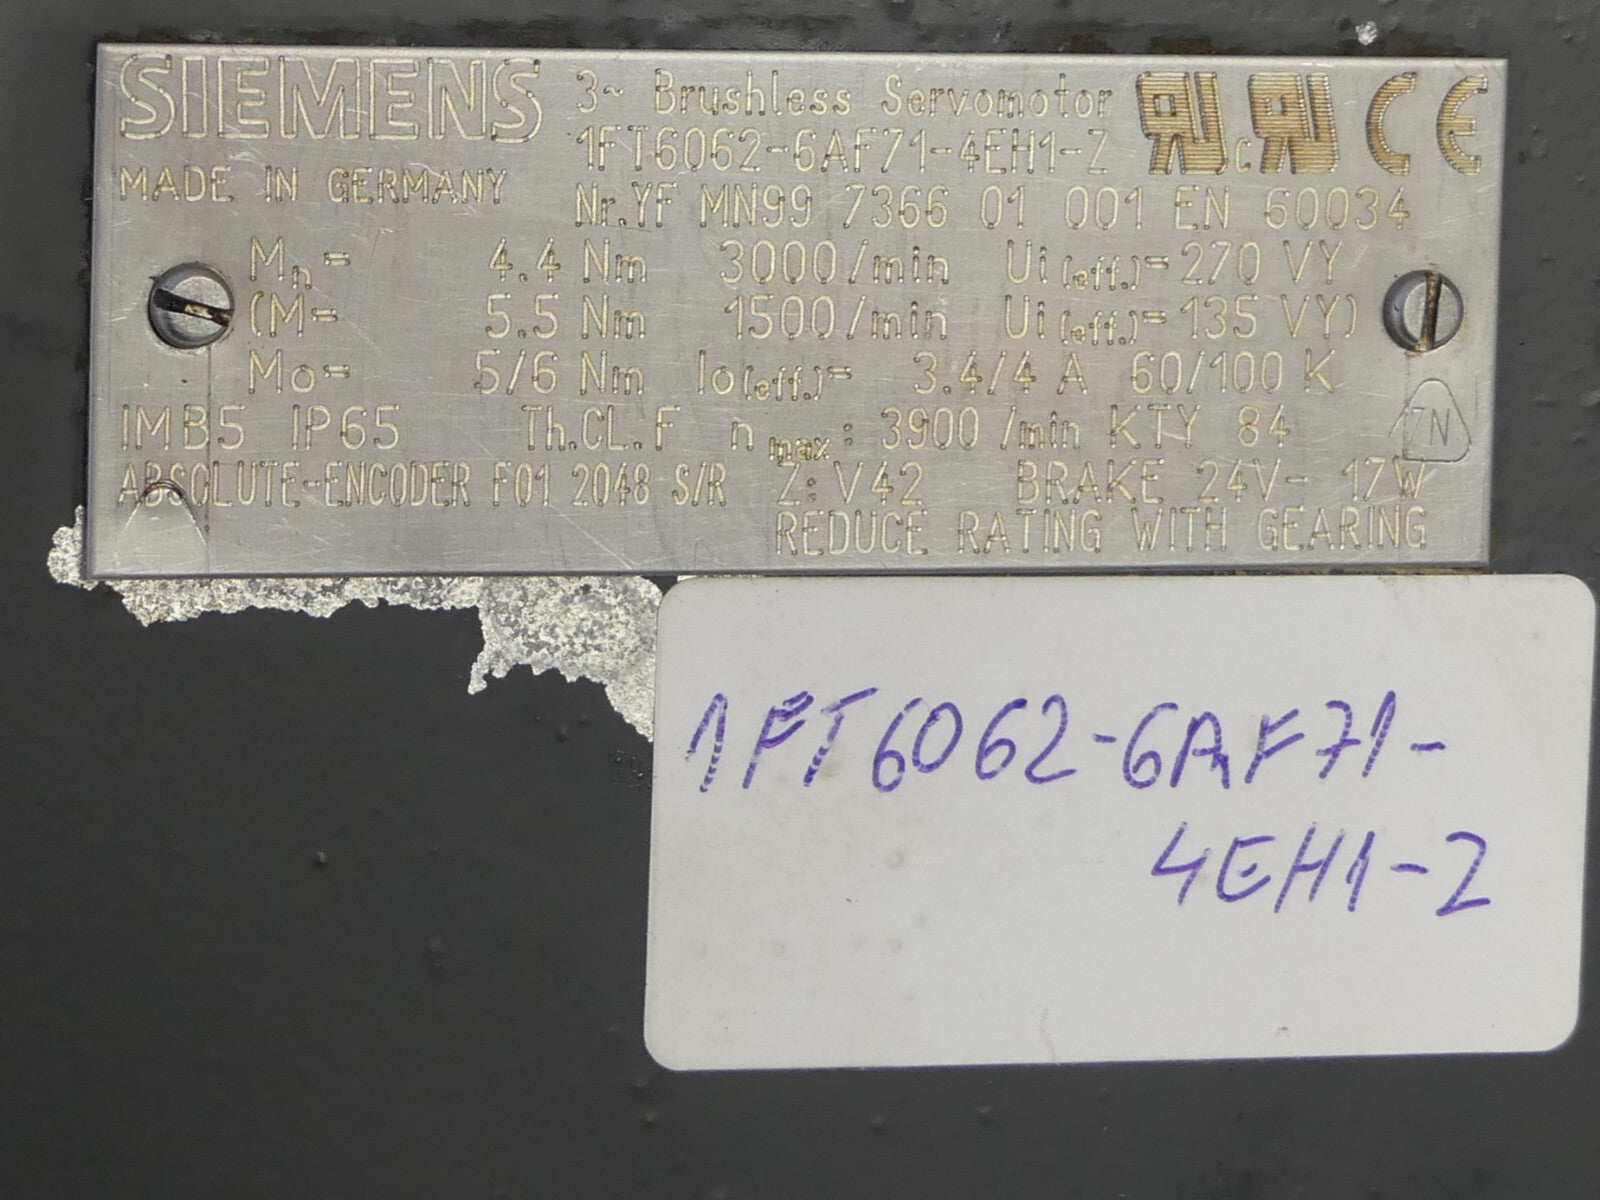 SIEMENS
3~ Brushless Servomotor
1FT6062-6AF71-4EH1-Z
MADE IN GERMANY
Nr.YF MN99 7366 01 001 EN 60034
Mn= 4.4 Nm 3000/min Ui(eff.)=270 VY
(M= 5.5 Nm 1500/min Ui(eff.)=135 VY)
Mo= 5/6 Nm Io(eff.)= 3.4/4 A 60/100 K
IMB5 IP65 Th.CL.F n max: 3900 /min KTY 84
7N
ABSOLUTE-ENCODER F01 2048 S/R Z: V42 BRAKE 24V- 17W
REDUCE RATING WITH GEARING
1FT6062-6AF71-
4EH1-Z